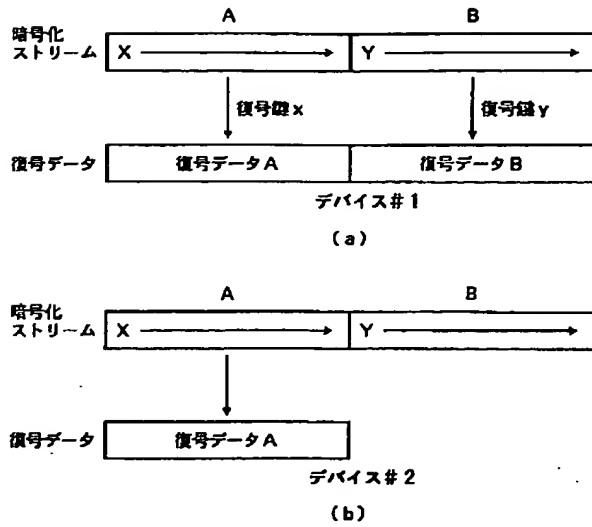 A B
暗号化
ストリーム X Y
復号鍵x 復号鍵y
復号データ 復号データA 復号データB
デバイス#1
(a)
A B
暗号化
ストリーム X Y
復号データ 復号データA
デバイス#2
(b)